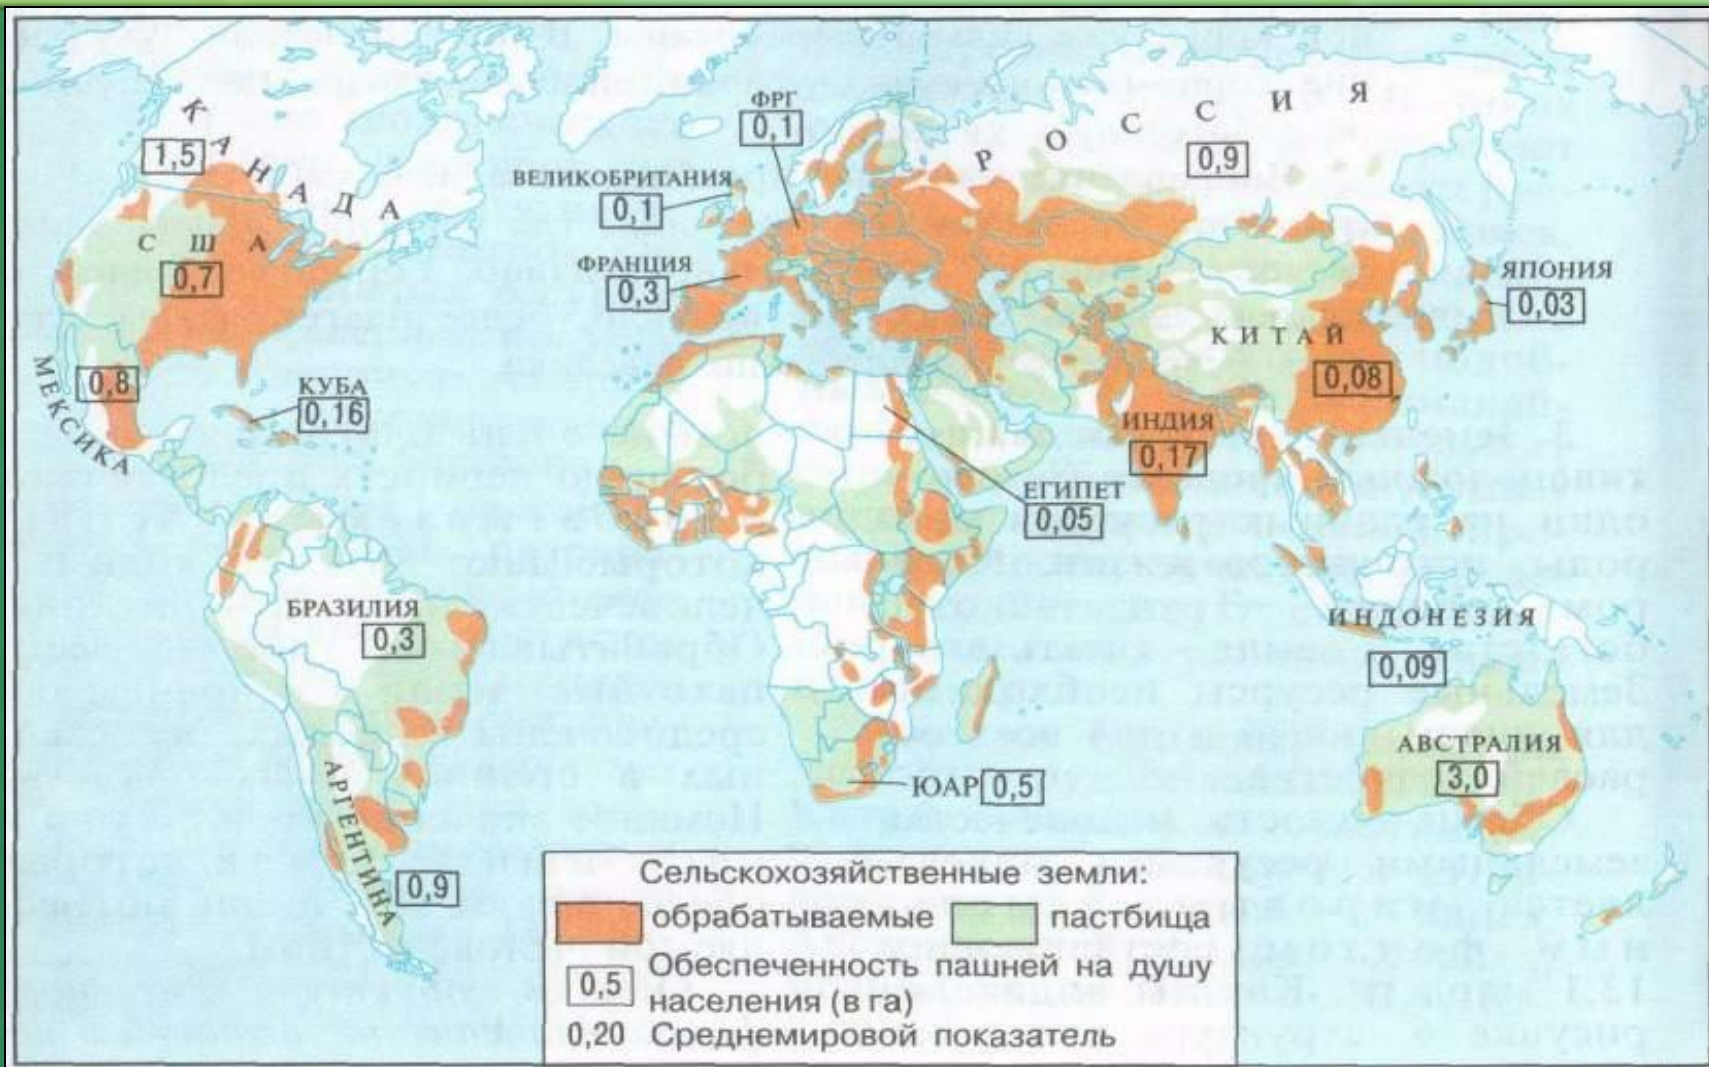 ФРГ
0,1
КАНАДА
1,5
РОССИЯ
0,9
ВЕЛИКОБРИТАНИЯ
0,1
США
0,7
ФРАНЦИЯ
0,3
ЯПОНИЯ
0,03
КИТАЙ
0,08
МЕКСИКА
0,8
КУБА
0,16
ИНДИЯ
0,17
ЕГИПЕТ
0,05
БРАЗИЛИЯ
0,3
ИНДОНЕЗИЯ
0,09
АВСТРАЛИЯ
3,0
ЮАР 0,5
АРГЕНТИНА
0,9
Сельскохозяйственные земли:
обрабатываемые пастбища
0,5 Обеспеченность пашней на душу
населения (в га)
0,20 Среднемировой показатель